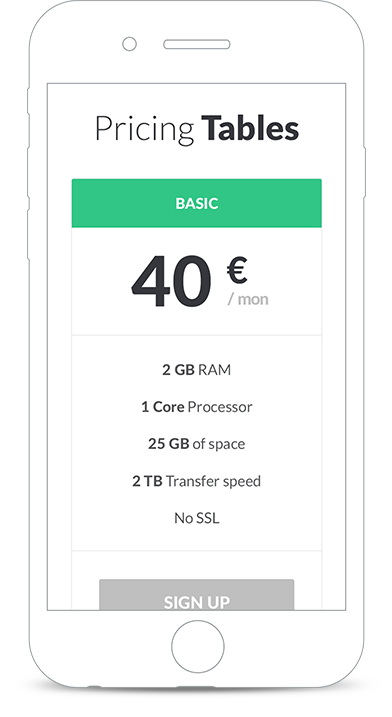 Pricing Tables
BASIC
40 €
/ mon
2 GB RAM
1 Core Processor
25 GB of space
2 TB Transfer speed
No SSL
SIGN UP